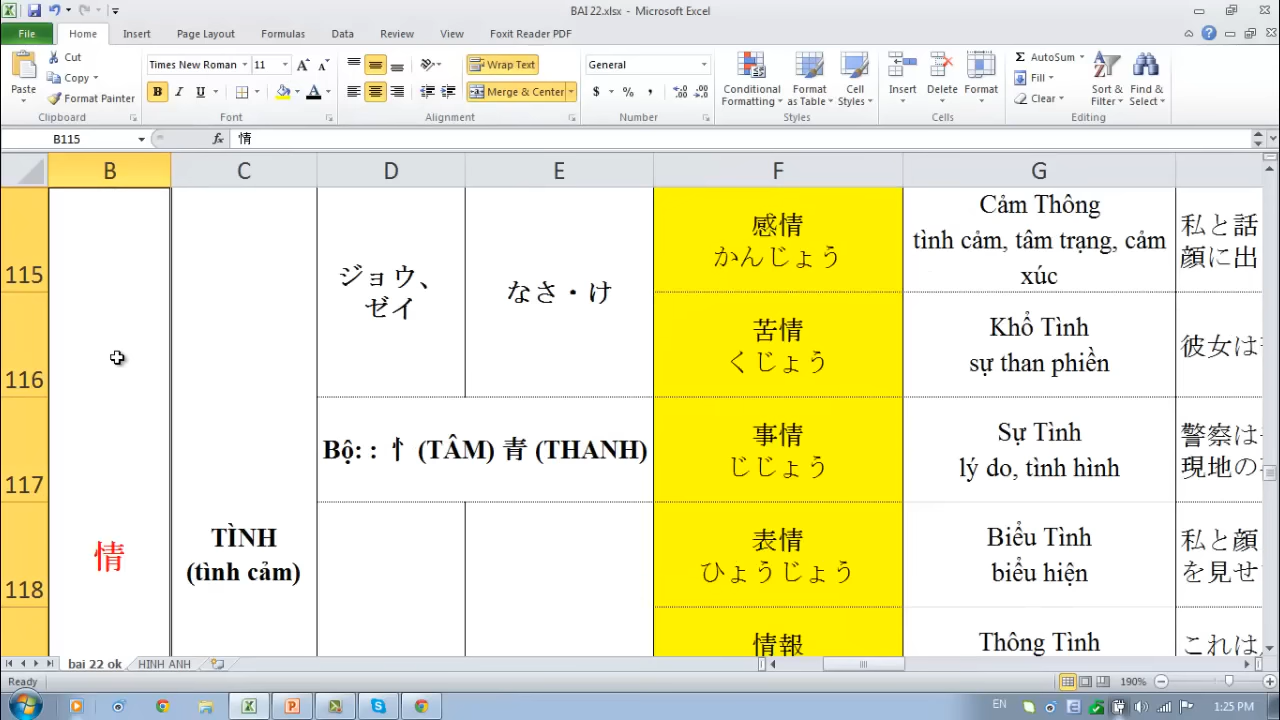 BAI 22.xlsx - Microsoft Excel
File Home Insert Page Layout Formulas Data Review View Foxit Reader PDF
Paste Cut Copy Format Painter Clipboard
Times New Roman 11 B I U A Font
Wrap Text Merge & Center Alignment
General $ % , Number
Conditional Formatting Format as Table Cell Styles Styles
Insert Delete Format Cells
Σ AutoSum Fill Clear Sort & Filter Find & Select Editing
B115 fx 情
B C D E F G
115
116
117
118
情
TÌNH
(tình cảm)
ジョウ、
ゼイ
なさ・け
Bộ: : 忄 (TÂM) 青 (THANH)
感情
かんじょう
Cảm Thông
tình cảm, tâm trạng, cảm
xúc
私と話
顔に出
苦情
くじょう
Khổ Tình
sự than phiền
彼女は
事情
じじょう
Sự Tình
lý do, tình hình
警察は
現地の
表情
ひょうじょう
Biểu Tình
biểu hiện
私と顔
を見せ
情報
Thông Tình
これは
bai 22 ok HINH ANH
Ready 190%
EN 1:25 PM